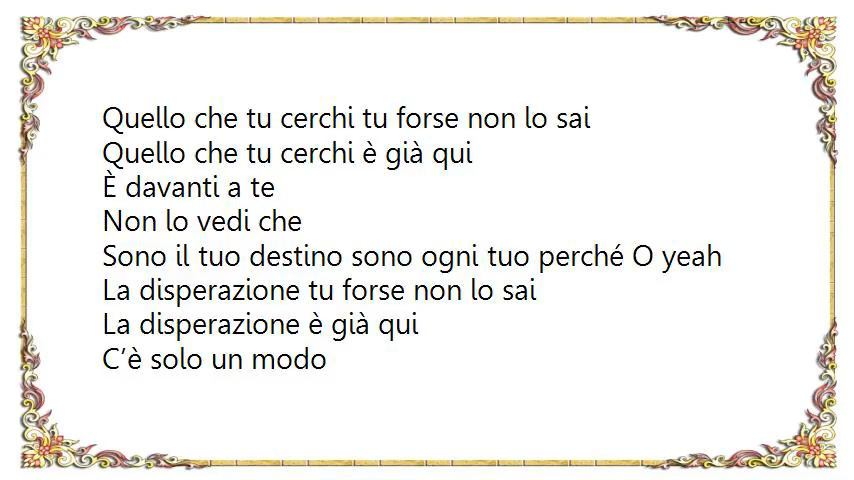 Quello che tu cerchi tu forse non lo sai
Quello che tu cerchi è già qui
È davanti a te
Non lo vedi che
Sono il tuo destino sono ogni tuo perché O yeah
La disperazione tu forse non lo sai
La disperazione è già qui
C’è solo un modo